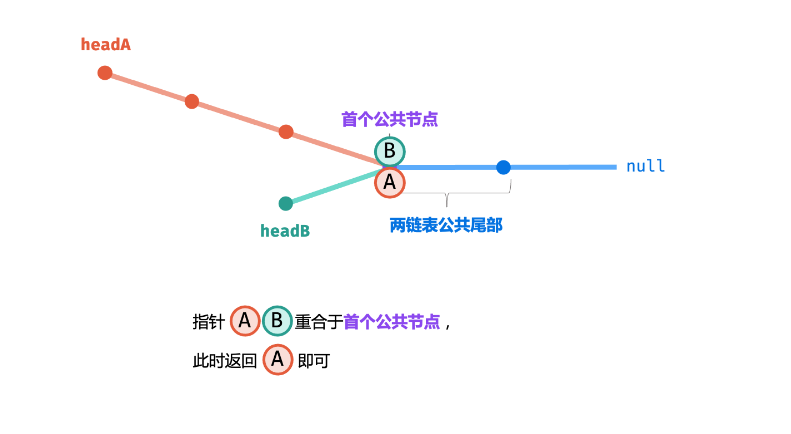 headA
首个公共节点
B
A
null
两链表公共尾部
headB
指针 A B 重合于首个公共节点，
此时返回 A 即可